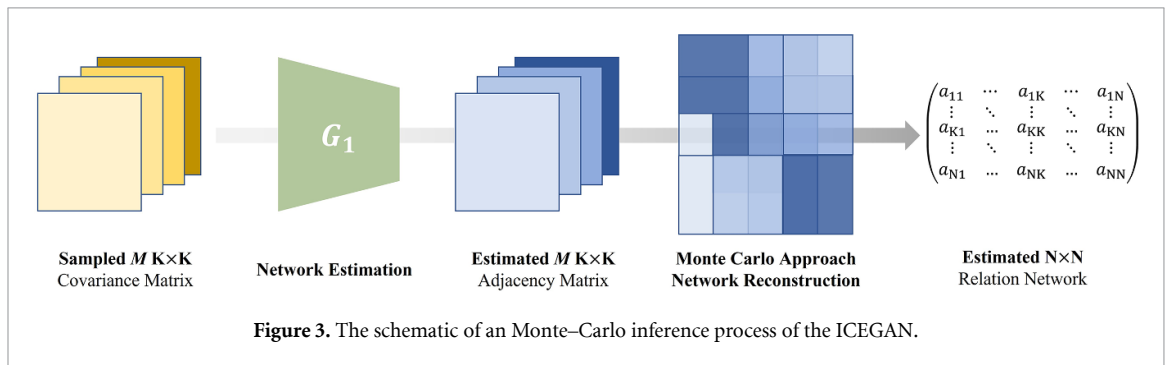 G₁
a₁₁ ⋯ a₁K ⋯ a₁N
⋮ ⋱ ⋮ ⋱ ⋮
aK₁ … aKK … aKN
⋮ ⋱ ⋮ ⋱ ⋮
aN₁ … aNK … aNN
Sampled M K×K
Covariance Matrix
Network Estimation
Estimated M K×K
Adjacency Matrix
Monte Carlo Approach
Network Reconstruction
Estimated N×N
Relation Network
Figure 3. The schematic of an Monte–Carlo inference process of the ICEGAN.